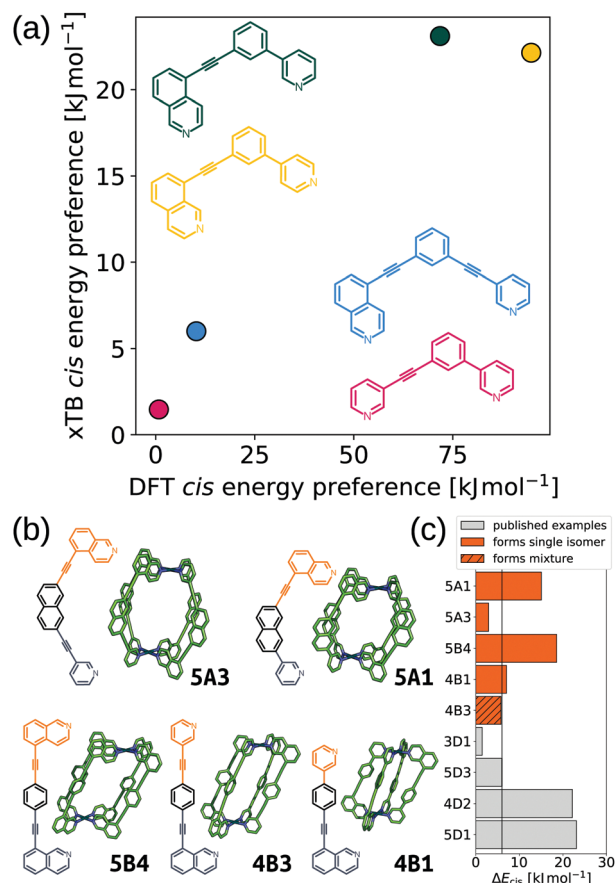 (a)
xTB cis energy preference [kJ mol⁻¹]
20
15
10
5
0
N
N
N
N
N
N
N
N
0
25
50
75
DFT cis energy preference [kJ mol⁻¹]
(b)
N
N
5A3
N
N
5A1
N
N
5B4
N
N
4B3
N
N
4B1
(c)
published examples
forms single isomer
forms mixture
5A1
5A3
5B4
4B1
4B3
3D1
5D3
4D2
5D1
0
10
20
30
ΔE_cis [kJ mol⁻¹]